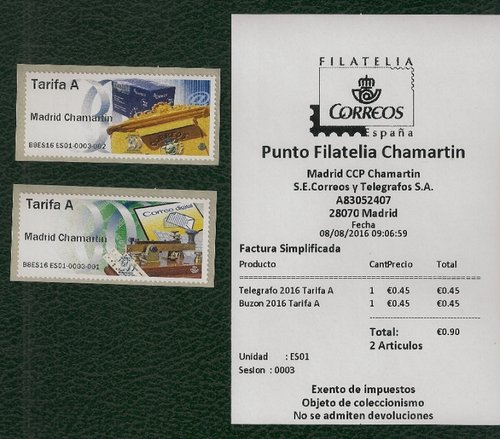 Tarifa A
Madrid Chamartin
B8ES16 ES01-0003-002
Tarifa A
Correo digital
Madrid Chamartin
B8ES16 ES01-0003-001
FILATELIA
CORREOS
España
Punto Filatelia Chamartin
Madrid CCP Chamartin
S.E.Correos y Telegrafos S.A.
A83052407
28070 Madrid
Fecha
08/08/2016 09:06:59
Factura Simplificada
Producto CantPrecio Total
Telegrafo 2016 Tarifa A 1 €0.45 €0.45
Buzon 2016 Tarifa A 1 €0.45 €0.45
Total: €0.90
2 Articulos
Unidad : ES01
Sesion : 0003
Exento de impuestos
Objeto de coleccionismo
No se admiten devoluciones